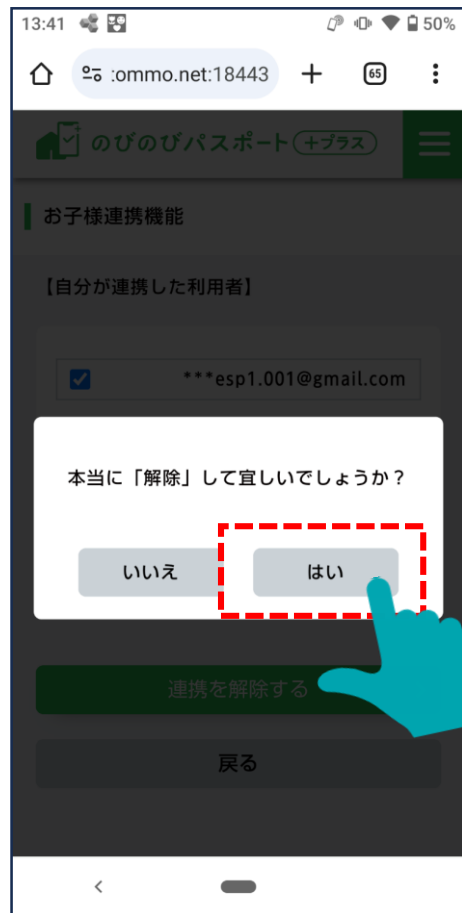 13:41
50%
:ommo.net:18443
65
のびのびパスポート
+プラス
お子様連携機能
【自分が連携した利用者】
***esp1.001@gmail.com
本当に「解除」して宜しいでしょうか？
いいえ
はい
連携を解除する
戻る